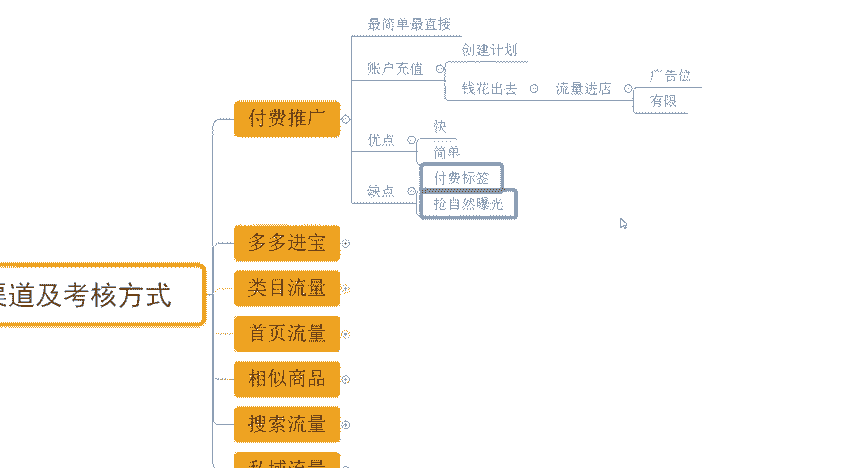 渠道及考核方式
付费推广
最简单最直接
账户充值
创建计划
钱花出去
流量进店
广告位
有限
优点
快
简单
缺点
付费标签
抢自然曝光
多多进宝
类目流量
首页流量
相似商品
搜索流量
私域流量